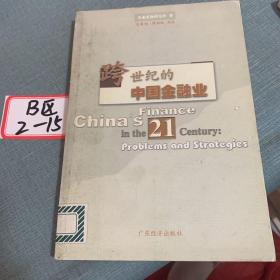 跨世纪的
中国金融业
China's Finance
in the 21 Century:
Problems and Strategies
广东经济出版社
B区
2-15